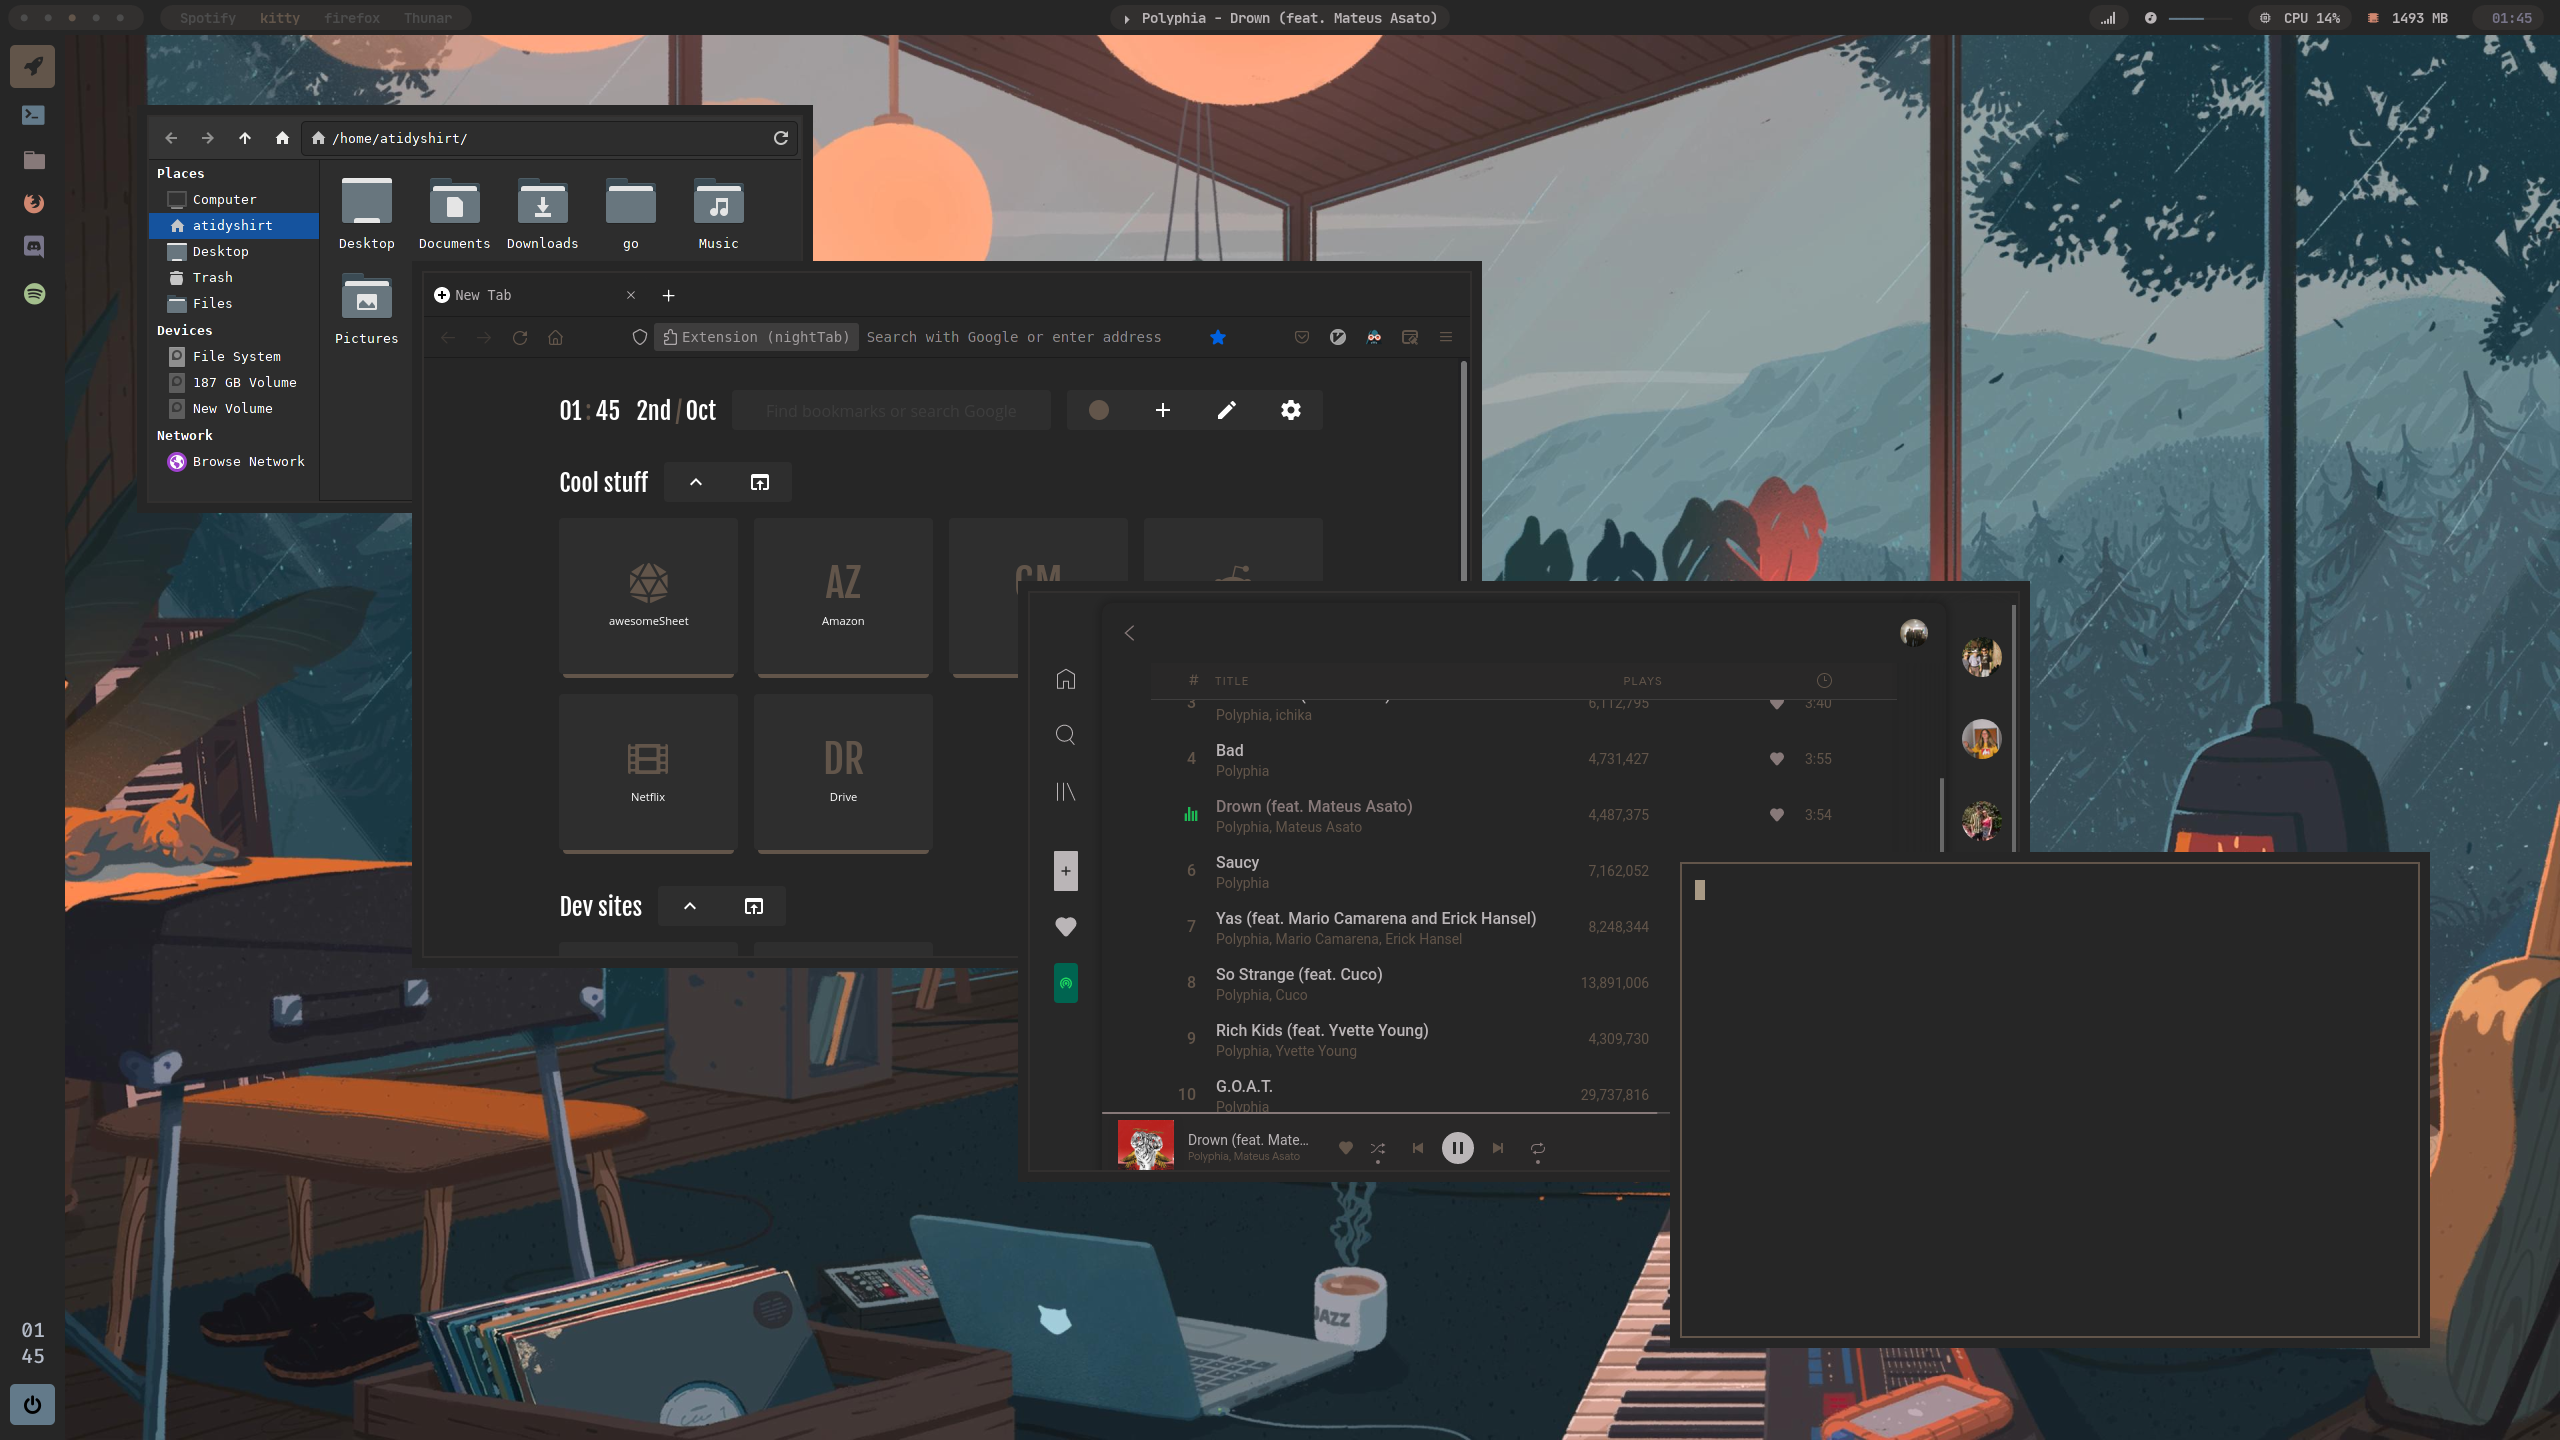 Spotify kitty firefox Thunar
Polyphia - Drown (feat. Mateus Asato)
CPU 14% 1493 MB 01:45
/home/atidyshirt/
Places
Computer
atidyshirt
Desktop
Trash
Files
Devices
File System
187 GB Volume
New Volume
Network
Browse Network
Desktop Documents Downloads go Music
Pictures
New Tab
Extension (nightTab) Search with Google or enter address
01:45 2nd/Oct Find bookmarks or search Google
Cool stuff
AZ
awesomeSheet Amazon
DR
Netflix Drive
Dev sites
# TITLE PLAYS
3 6,112,795 3:40
Polyphia, ichika
4 Bad 4,731,427 3:55
Polyphia
Drown (feat. Mateus Asato) 4,487,375 3:54
Polyphia, Mateus Asato
6 Saucy 7,162,052
Polyphia
7 Yas (feat. Mario Camarena and Erick Hansel) 8,248,344
Polyphia, Mario Camarena, Erick Hansel
8 So Strange (feat. Cuco) 13,891,006
Polyphia, Cuco
9 Rich Kids (feat. Yvette Young) 4,309,730
Polyphia, Yvette Young
10 G.O.A.T. 29,737,816
Polyphia
Drown (feat. Mate...
Polyphia, Mateus Asato
JAZZ
01
45